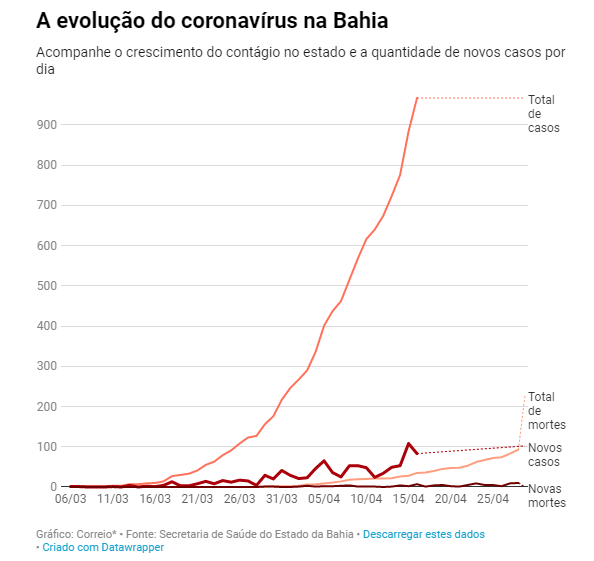 A evolução do coronavírus na Bahia
Acompanhe o crescimento do contágio no estado e a quantidade de novos casos por
dia
Total
de
casos
900
800
700
600
500
400
300
200
100
0
Total
de
mortes
Novos
casos
Novas
mortes
06/03 11/03 16/03 21/03 26/03 31/03 05/04 10/04 15/04 20/04 25/04
Gráfico: Correio* • Fonte: Secretaria de Saúde do Estado da Bahia • Descarregar estes dados
• Criado com Datawrapper